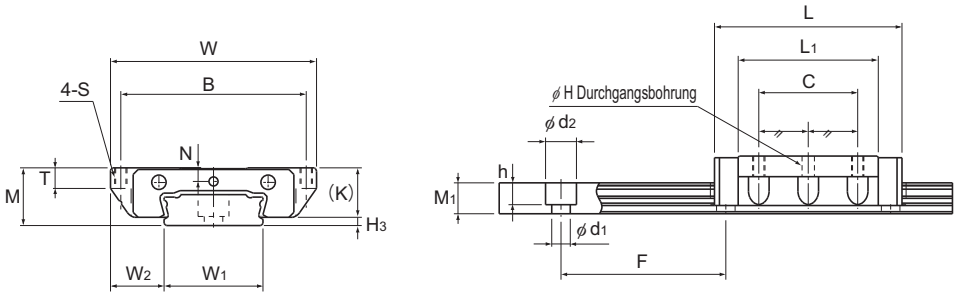 W
B
4-S
N
T
M
(K)
H3
W2
W1
L
L1
C
ϕ H Durchgangsbohrung
ϕ d2
h
M1
ϕ d1
F